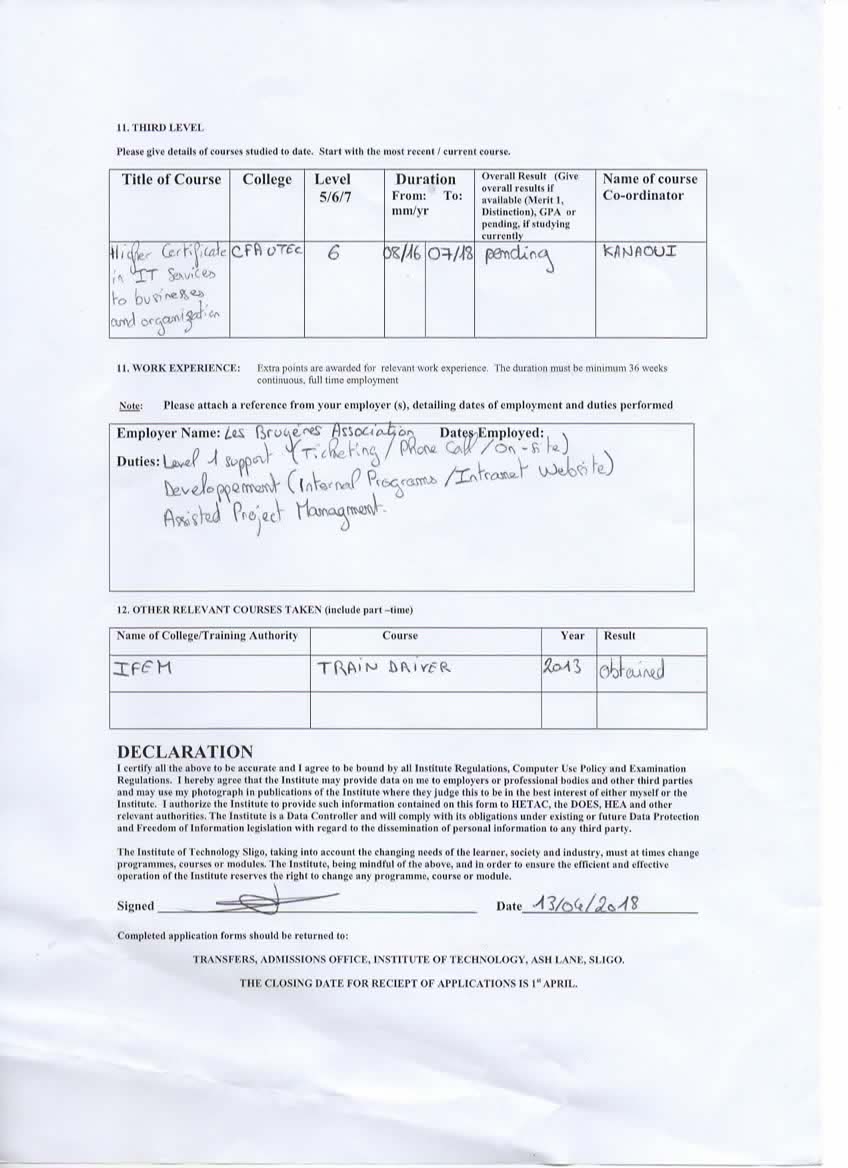 11. THIRD LEVEL
Please give details of courses studied to date. Start with the most recent / current course.
Title of Course College Level 5/6/7 Duration From: To: mm/yr Overall Result (Give overall results if available (Merit 1, Distinction), GPA or pending, if studying currently Name of course Co-ordinator
Higher Certificate CFA UTEC 6 08/16 07/18 pending KANAOUI
in IT Services
to businesses
and organization
11. WORK EXPERIENCE: Extra points are awarded for relevant work experience. The duration must be minimum 36 weeks
continuous, full time employment
Note: Please attach a reference from your employer (s), detailing dates of employment and duties performed
Employer Name: Les Bruyères Association Dates Employed:
Duties: Level 1 support (Ticketing / Phone Call / On-site)
Developpement (Internal Programs / Intranet Website)
Assisted Project Managment.
12. OTHER RELEVANT COURSES TAKEN (include part –time)
Name of College/Training Authority Course Year Result
IFEM TRAIN DRIVER 2013 obtained
DECLARATION
I certify all the above to be accurate and I agree to be bound by all Institute Regulations, Computer Use Policy and Examination
Regulations. I hereby agree that the Institute may provide data on me to employers or professional bodies and other third parties
and may use my photograph in publications of the Institute where they judge this to be in the best interest of either myself or the
Institute. I authorize the Institute to provide such information contained on this form to HETAC, the DOES, HEA and other
relevant authorities. The Institute is a Data Controller and will comply with its obligations under existing or future Data Protection
and Freedom of Information legislation with regard to the dissemination of personal information to any third party.
The Institute of Technology Sligo, taking into account the changing needs of the learner, society and industry, must at times change
programmes, courses or modules. The Institute, being mindful of the above, and in order to ensure the efficient and effective
operation of the Institute reserves the right to change any programme, course or module.
Signed Date 13/04/2018
Completed application forms should be returned to:
TRANSFERS, ADMISSIONS OFFICE, INSTITUTE OF TECHNOLOGY, ASH LANE, SLIGO.
THE CLOSING DATE FOR RECIEPT OF APPLICATIONS IS 1st APRIL.